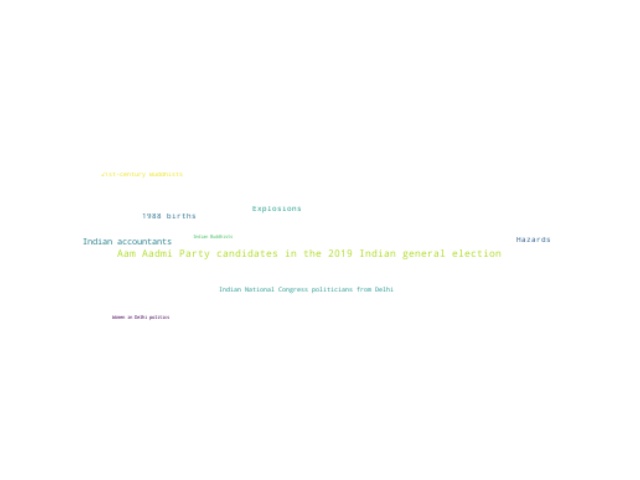 21st-century Buddhists
Explosions
1988 births
Indian Buddhists
Indian accountants
Hazards
Aam Aadmi Party candidates in the 2019 Indian general election
Indian National Congress politicians from Delhi
Women in Delhi politics